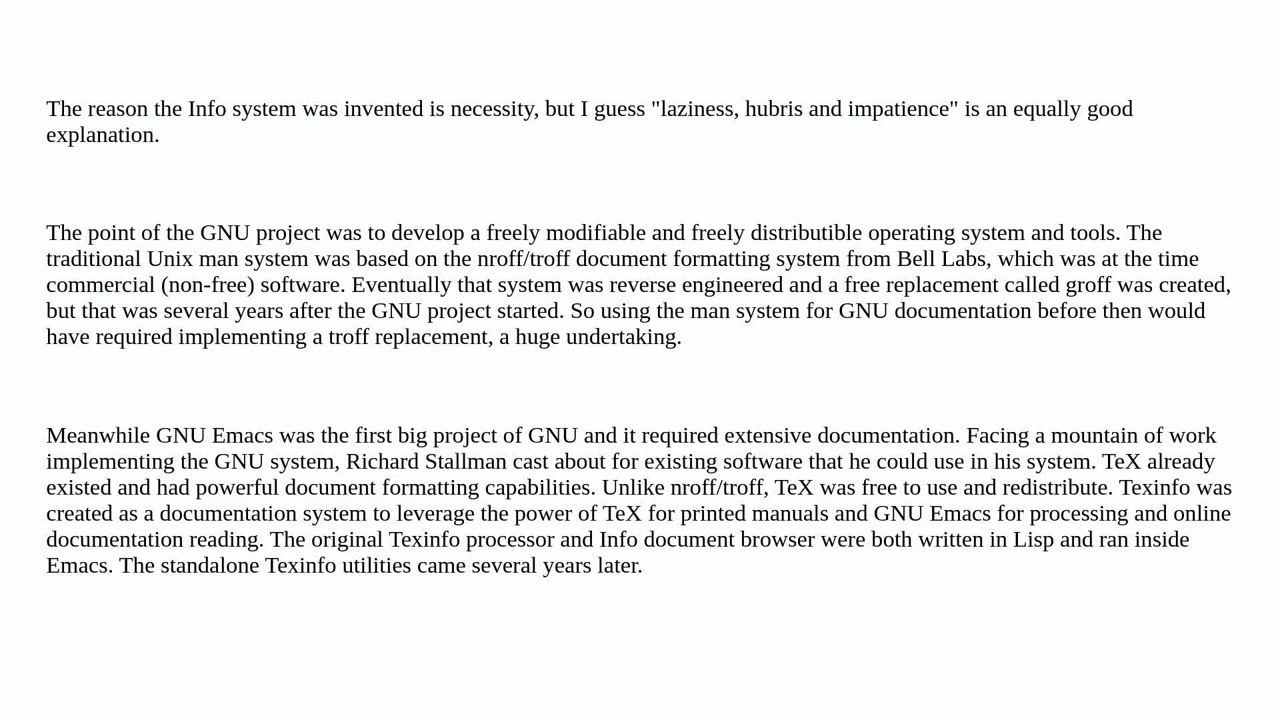 The reason the Info system was invented is necessity, but I guess "laziness, hubris and impatience" is an equally good
explanation.
The point of the GNU project was to develop a freely modifiable and freely distributible operating system and tools. The
traditional Unix man system was based on the nroff/troff document formatting system from Bell Labs, which was at the time
commercial (non-free) software. Eventually that system was reverse engineered and a free replacement called groff was created,
but that was several years after the GNU project started. So using the man system for GNU documentation before then would
have required implementing a troff replacement, a huge undertaking.
Meanwhile GNU Emacs was the first big project of GNU and it required extensive documentation. Facing a mountain of work
implementing the GNU system, Richard Stallman cast about for existing software that he could use in his system. TeX already
existed and had powerful document formatting capabilities. Unlike nroff/troff, TeX was free to use and redistribute. Texinfo was
created as a documentation system to leverage the power of TeX for printed manuals and GNU Emacs for processing and online
documentation reading. The original Texinfo processor and Info document browser were both written in Lisp and ran inside
Emacs. The standalone Texinfo utilities came several years later.